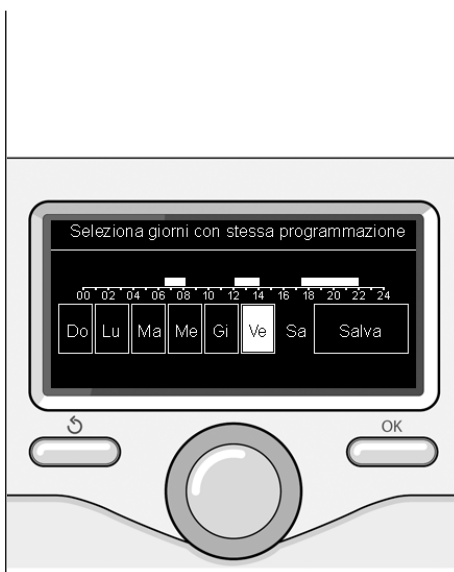 Seleziona giorni con stessa programmazione
00 02 04 06 08 10 12 14 16 18 20 22 24
Do Lu Ma Me Gi Ve Sa Salva
OK